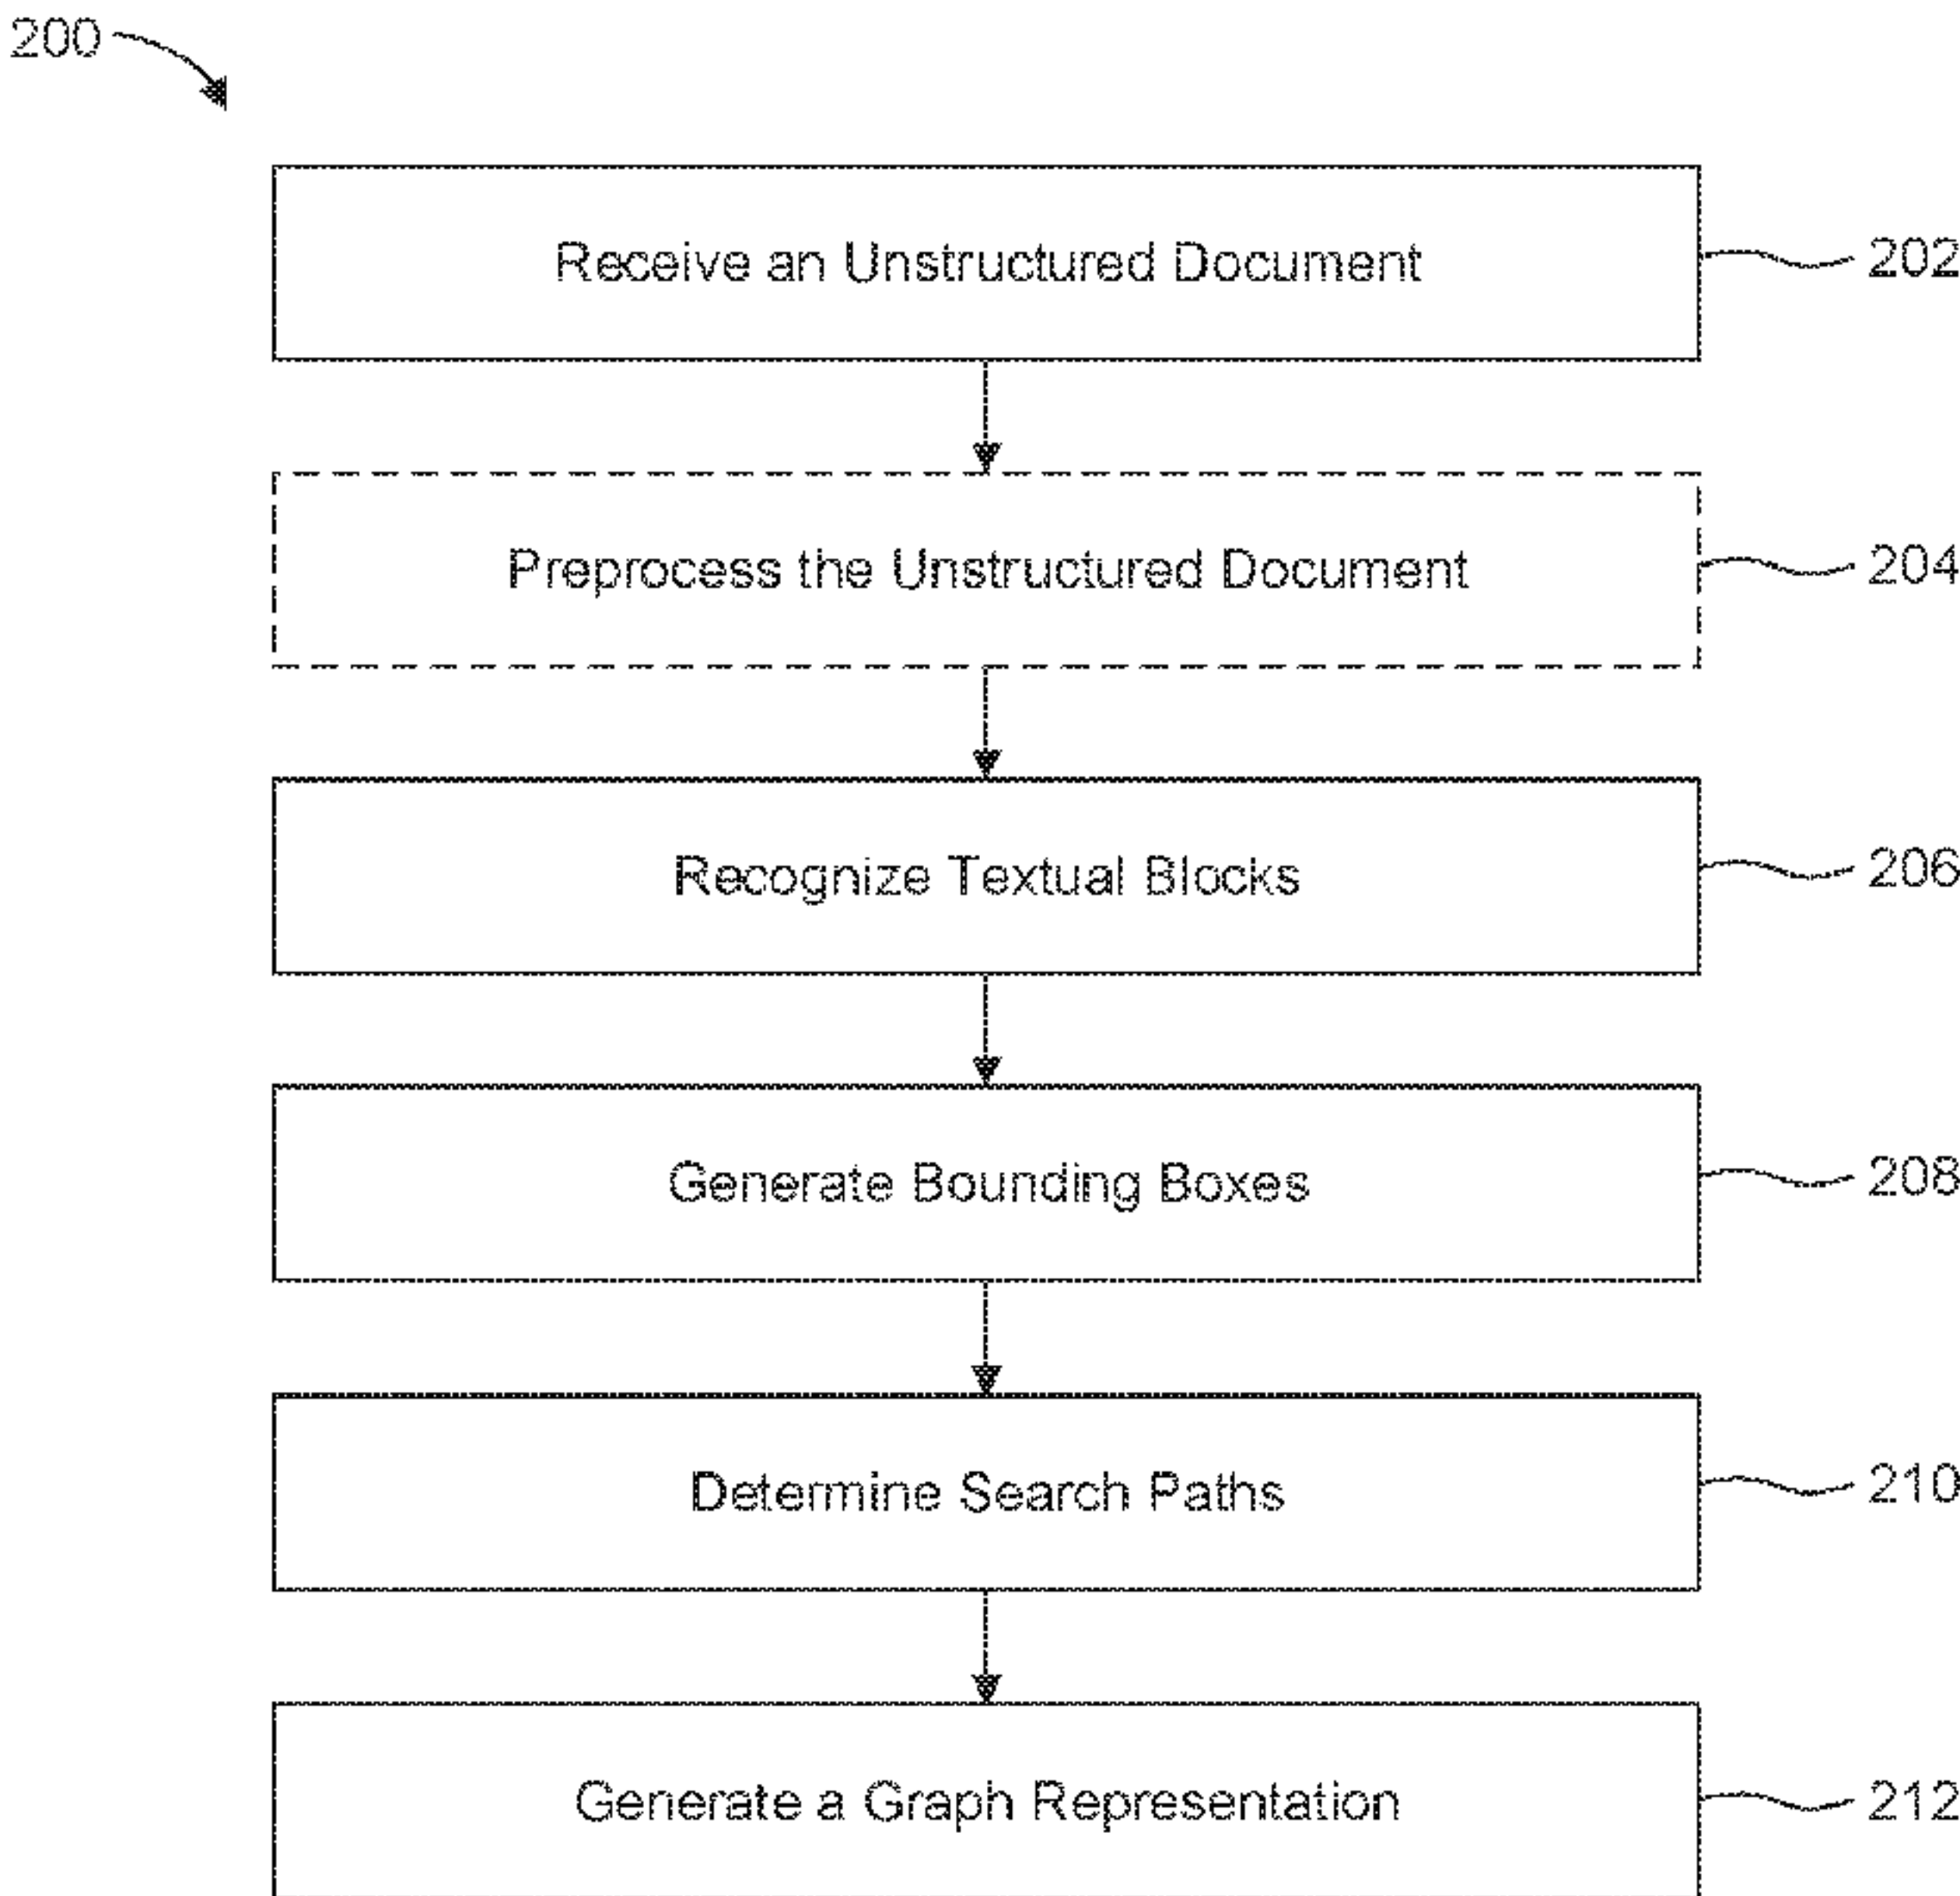 200
Receive an Unstructured Document
202
Preprocess the Unstructured Document
204
Recognize Textual Blocks
206
Generate Bounding Boxes
208
Determine Search Paths
210
Generate a Graph Representation
212